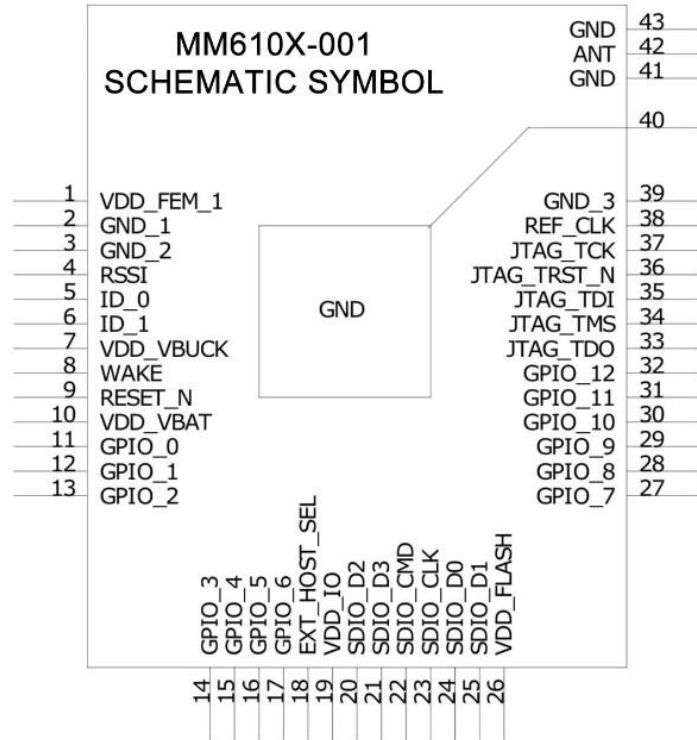 MM610X-001
SCHEMATIC SYMBOL
GND 43
ANT 42
GND 41
40
1 VDD_FEM_1
2 GND_1
3 GND_2
4 RSSI
5 ID_0
6 ID_1
7 VDD_VBUCK
8 WAKE
9 RESET_N
10 VDD_VBAT
11 GPIO_0
12 GPIO_1
13 GPIO_2
GND
GND_3 39
REF_CLK 38
JTAG_TCK 37
JTAG_TRST_N 36
JTAG_TDI 35
JTAG_TMS 34
JTAG_TDO 33
GPIO_12 32
GPIO_11 31
GPIO_10 30
GPIO_9 29
GPIO_8 28
GPIO_7 27
14 GPIO_3
15 GPIO_4
16 GPIO_5
17 GPIO_6
18 EXT_HOST_SEL
19 VDD_IO
20 SDIO_D2
21 SDIO_D3
22 SDIO_CMD
23 SDIO_CLK
24 SDIO_D0
25 SDIO_D1
26 VDD_FLASH